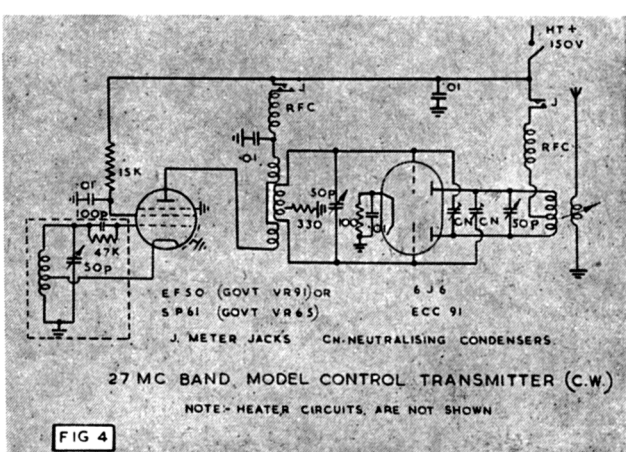 HT+
150V
J
RFC
.01
J
RFC
15K
.01
.01
100p
47K
50p
50p
330
100
.01
CN
CN
50p
EF50 (GOVT VR91) OR
SP61 (GOVT VR65)
6J6
ECC 91
J. METER JACKS
CN-NEUTRALISING CONDENSERS.
27 MC BAND MODEL CONTROL TRANSMITTER (C.W.)
NOTE:- HEATER CIRCUITS, ARE NOT SHOWN
FIG 4